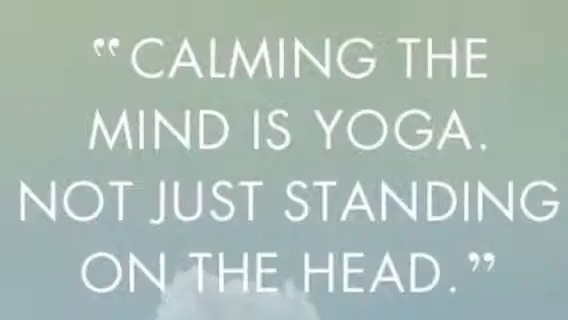 “CALMING THE
MIND IS YOGA.
NOT JUST STANDING
ON THE HEAD.”